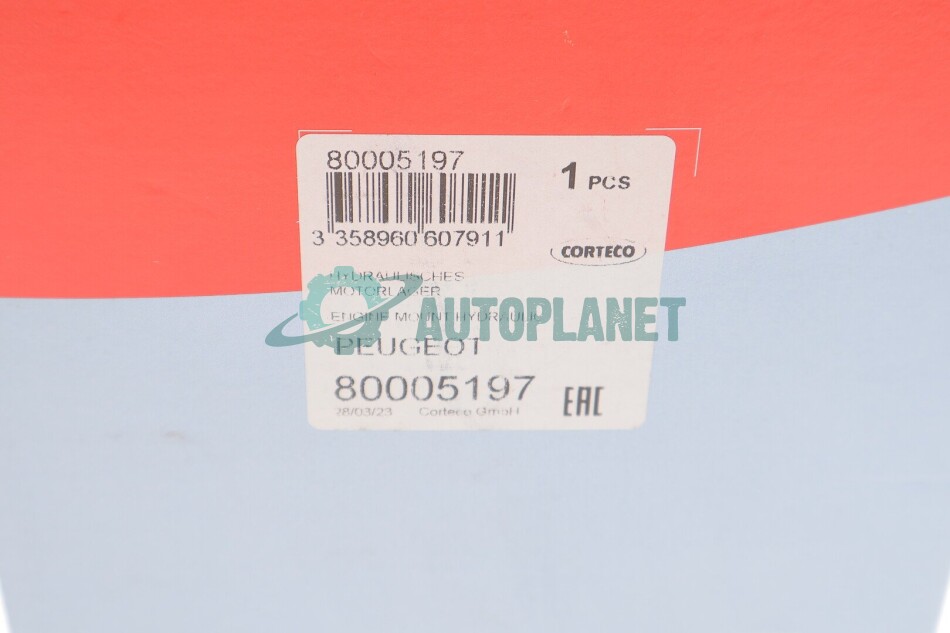 80005197
1 PCS
3 358960 607911
CORTECO
HYDRAULISCHES
MOTORLAGER
ENGINE MOUNT HYDRAULIC
AUTOPLANET
PEUGEOT
80005197
28/03/23 Corteco GmbH
EAC